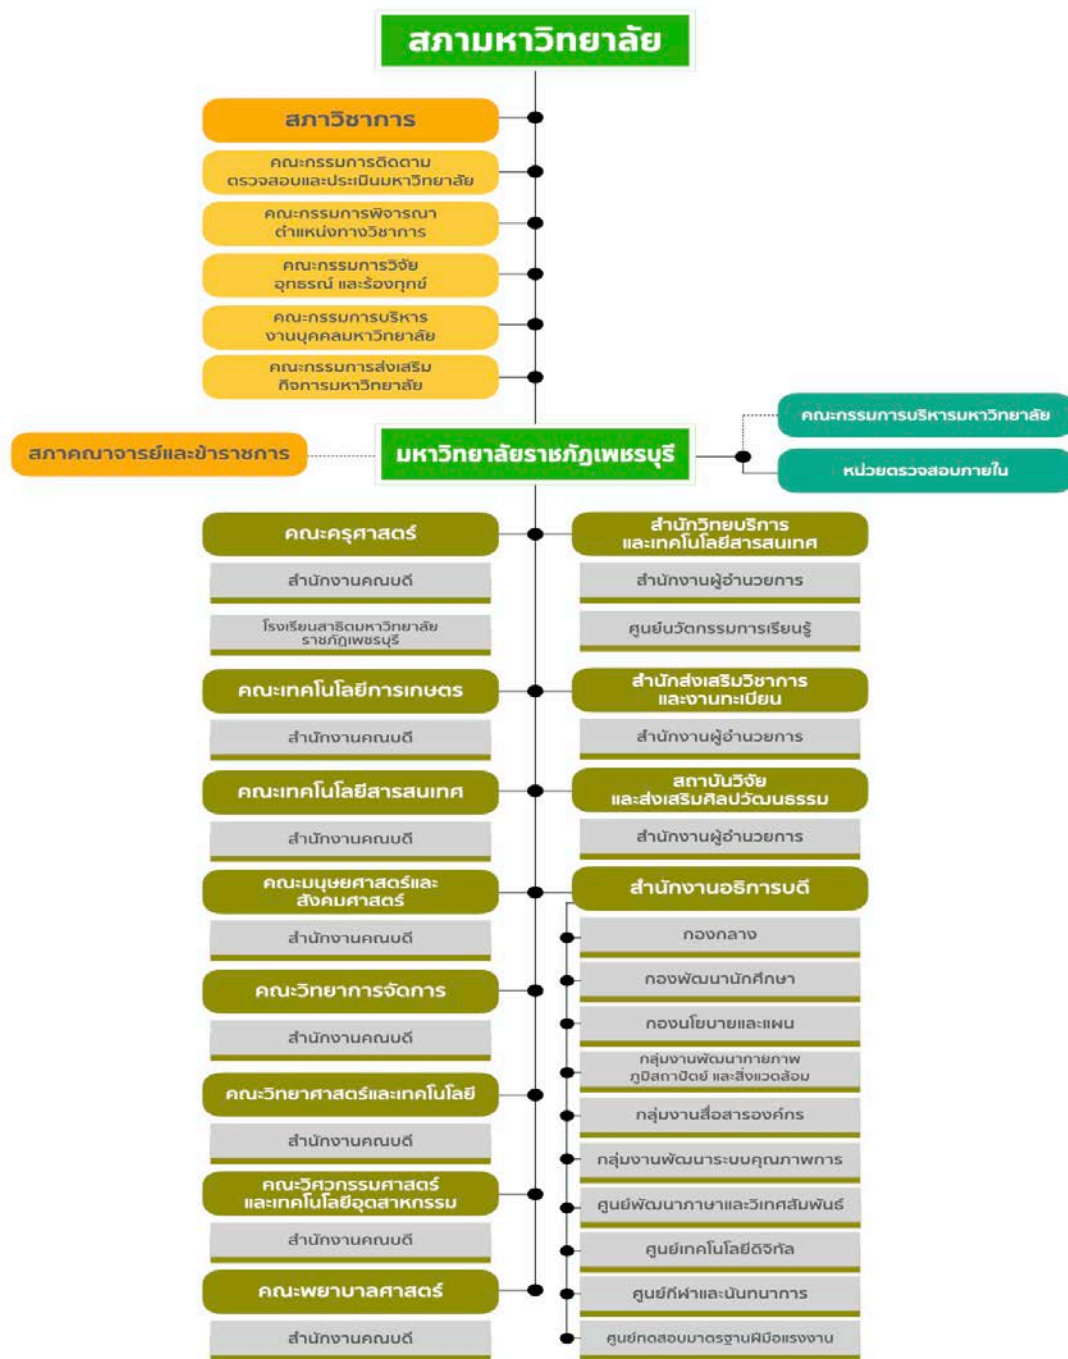 สภามหาวิทยาลัย
สภาวิชาการ
คณะกรรมการติดตาม
ตรวจสอบและประเมินมหาวิทยาลัย
คณะกรรมการพิจารณา
ตำแหน่งทางวิชาการ
คณะกรรมการวิจัย
อุทธรณ์ และร้องทุกข์
คณะกรรมการบริหาร
งานบุคคลมหาวิทยาลัย
คณะกรรมการส่งเสริม
กิจการมหาวิทยาลัย
สภาคณาจารย์และข้าราชการ
มหาวิทยาลัยราชภัฏเพชรบุรี
คณะกรรมการบริหารมหาวิทยาลัย
หน่วยตรวจสอบภายใน
คณะครุศาสตร์
สำนักงานคณบดี
โรงเรียนสาธิตมหาวิทยาลัย
ราชภัฏเพชรบุรี
คณะเทคโนโลยีการเกษตร
สำนักงานคณบดี
คณะเทคโนโลยีสารสนเทศ
สำนักงานคณบดี
คณะมนุษยศาสตร์และ
สังคมศาสตร์
สำนักงานคณบดี
คณะวิทยาการจัดการ
สำนักงานคณบดี
คณะวิทยาศาสตร์และเทคโนโลยี
สำนักงานคณบดี
คณะวิศวกรรมศาสตร์
และเทคโนโลยีอุตสาหกรรม
สำนักงานคณบดี
คณะพยาบาลศาสตร์
สำนักงานคณบดี
สำนักวิทยบริการ
และเทคโนโลยีสารสนเทศ
สำนักงานผู้อำนวยการ
ศูนย์นวัตกรรมการเรียนรู้
สำนักส่งเสริมวิชาการ
และงานทะเบียน
สำนักงานผู้อำนวยการ
สถาบันวิจัย
และส่งเสริมศิลปวัฒนธรรม
สำนักงานผู้อำนวยการ
สำนักงานอธิการบดี
กองกลาง
กองพัฒนานักศึกษา
กองนโยบายและแผน
กลุ่มงานพัฒนากายภาพ
ภูมิสถาปัตย์ และสิ่งแวดล้อม
กลุ่มงานสื่อสารองค์กร
กลุ่มงานพัฒนาระบบคุณภาพการ
ศูนย์พัฒนาภาษาและวิเทศสัมพันธ์
ศูนย์เทคโนโลยีดิจิทัล
ศูนย์กีฬาและนันทนาการ
ศูนย์ทดสอบมาตรฐานฝีมือแรงงาน